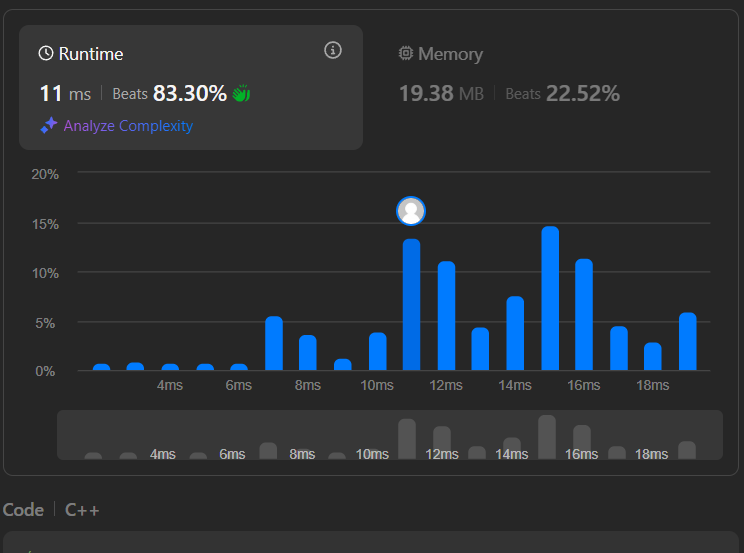 Runtime
11 ms | Beats 83.30%
Analyze Complexity
Memory
19.38 MB | Beats 22.52%
20%
15%
10%
5%
0%
4ms 6ms 8ms 10ms 12ms 14ms 16ms 18ms
4ms 6ms 8ms 10ms 12ms 14ms 16ms 18ms
Code | C++